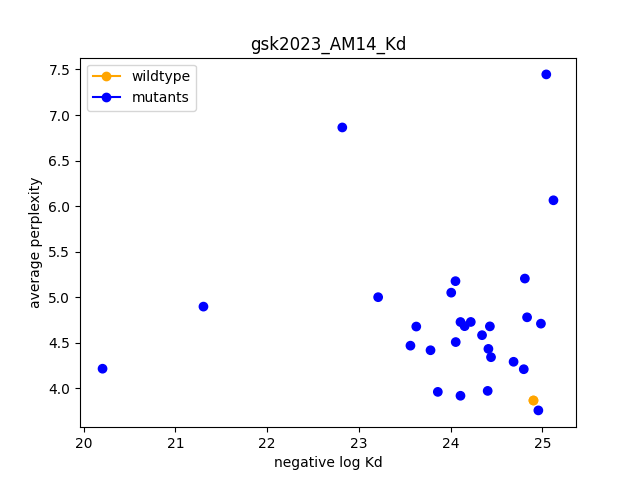 gsk2023_AM14_Kd
wildtype
mutants
7.5
7.0
6.5
6.0
5.5
5.0
4.5
4.0
average perplexity
20 21 22 23 24 25
negative log Kd